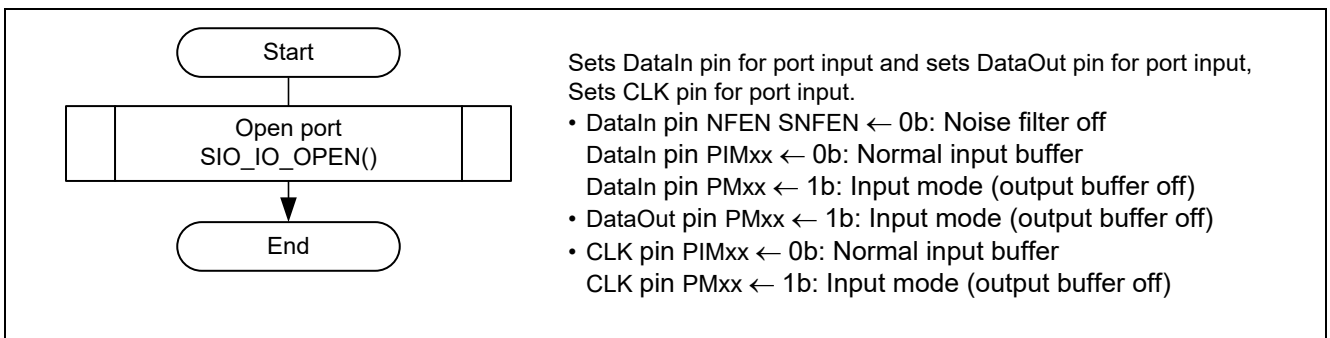 Start
Open port
SIO_IO_OPEN()
End
Sets DataIn pin for port input and sets DataOut pin for port input,
Sets CLK pin for port input.
• DataIn pin NFEN SNFEN ← 0b: Noise filter off
DataIn pin PIMxx ← 0b: Normal input buffer
DataIn pin PMxx ← 1b: Input mode (output buffer off)
• DataOut pin PMxx ← 1b: Input mode (output buffer off)
• CLK pin PIMxx ← 0b: Normal input buffer
CLK pin PMxx ← 1b: Input mode (output buffer off)